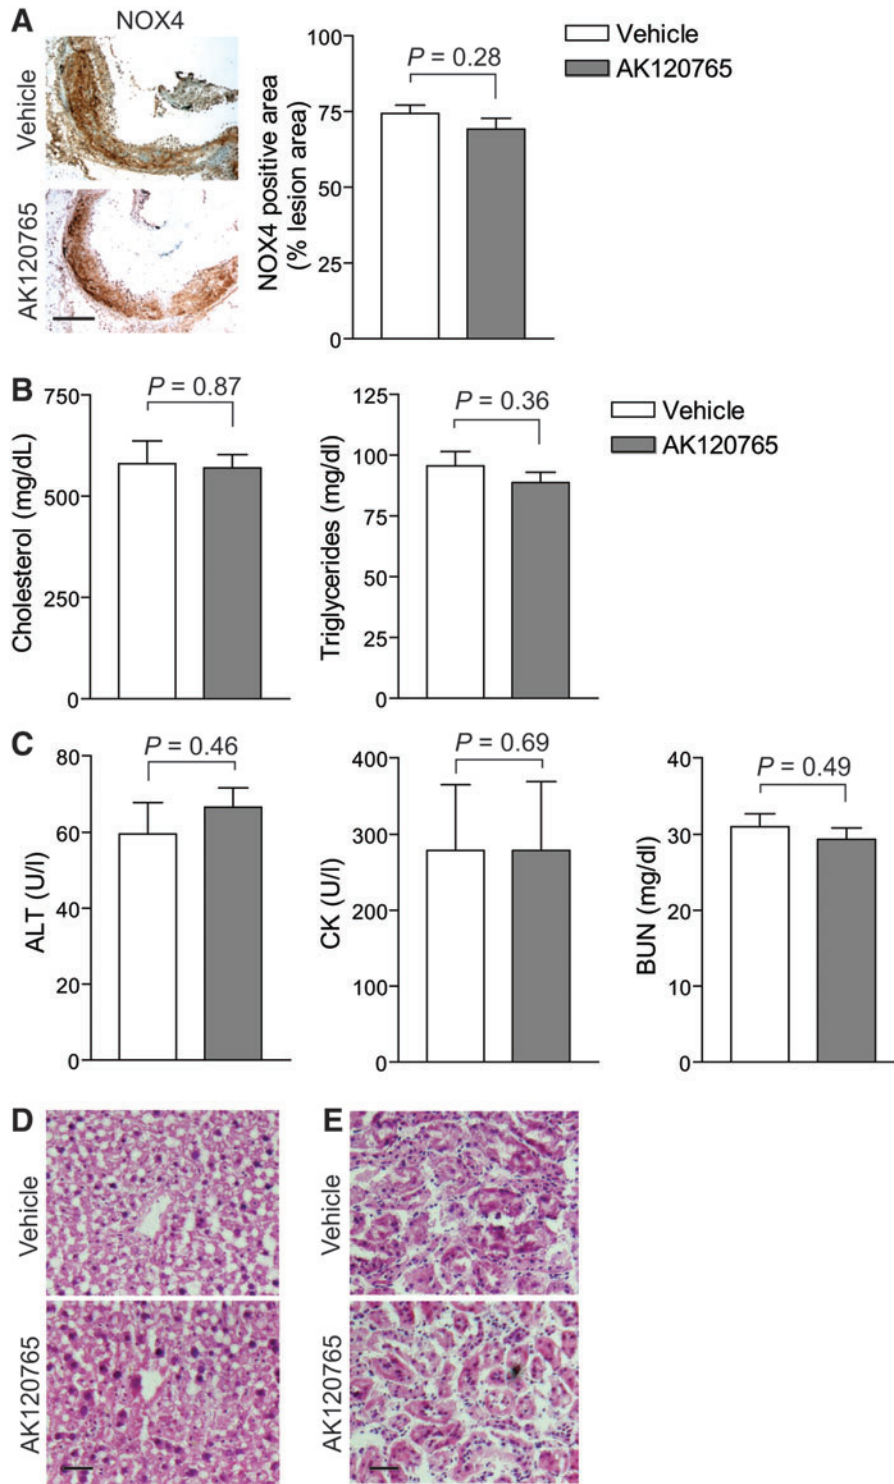 A
NOX4
Vehicle
AK120765
NOX4 positive area
(% lesion area)
100
75
50
25
0
P = 0.28
Vehicle
AK120765
B
Cholesterol (mg/dL)
750
500
250
0
P = 0.87
Triglycerides (mg/dl)
125
100
75
50
25
0
P = 0.36
Vehicle
AK120765
C
ALT (U/l)
80
60
40
20
0
P = 0.46
CK (U/l)
400
300
200
100
0
P = 0.69
BUN (mg/dl)
40
30
20
10
0
P = 0.49
D
Vehicle
AK120765
E
Vehicle
AK120765